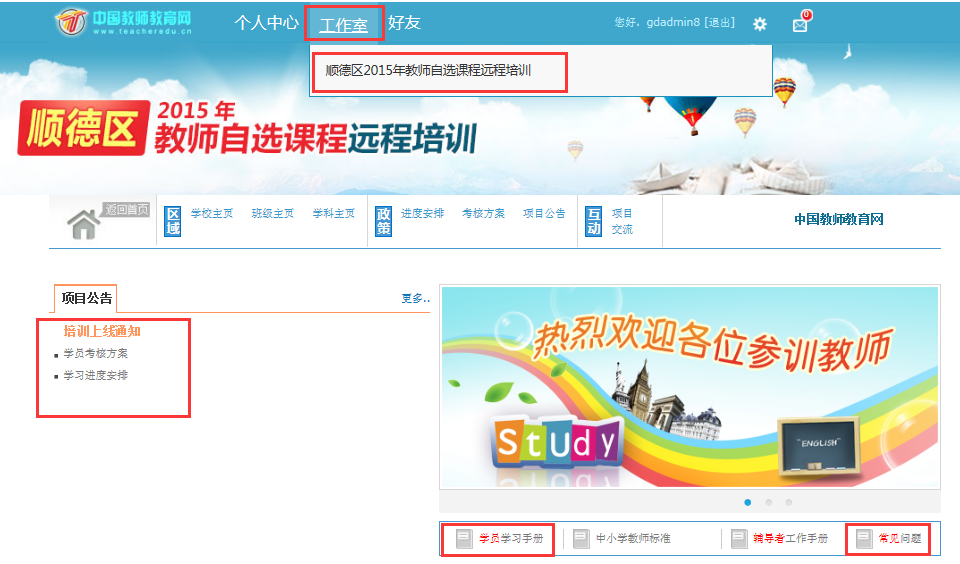 中国教师教育网
www.teacheredu.cn
个人中心 工作室 好友
您好，gdadmin8 [退出]
0
顺德区2015年教师自选课程远程培训
顺德区
2015 年
教师自选课程远程培训
返回首页
区域
学校主页 班级主页 学科主页
政策
进度安排 考核方案 项目公告
互动
项目
交流
中国教师教育网
项目公告
更多..
培训上线通知
学员考核方案
学习进度安排
热烈欢迎各位参训教师
Study
"ENGLISH"
学员学习手册
中小学教师标准
辅导者工作手册
常见问题